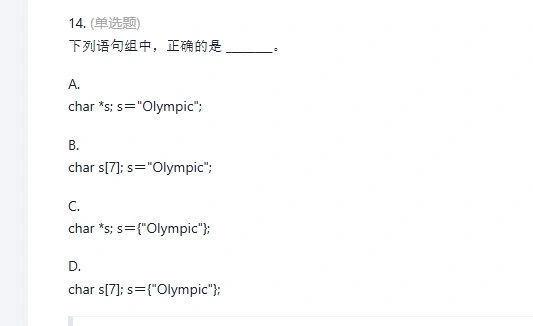 14. (单选题)
下列语句组中，正确的是 _______。
A.
char *s; s＝"Olympic";
B.
char s[7]; s＝"Olympic";
C.
char *s; s＝{"Olympic"};
D.
char s[7]; s＝{"Olympic"};